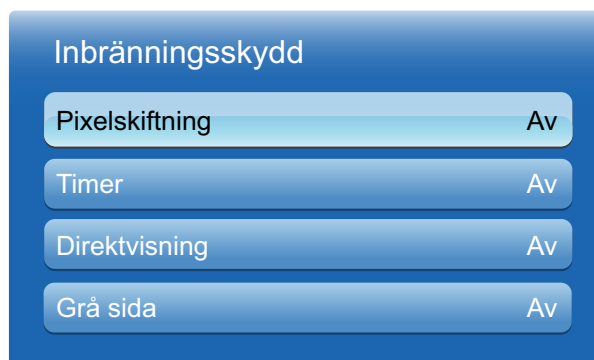 Inbränningsskydd
Pixelskiftning Av
Timer Av
Direktvisning Av
Grå sida Av